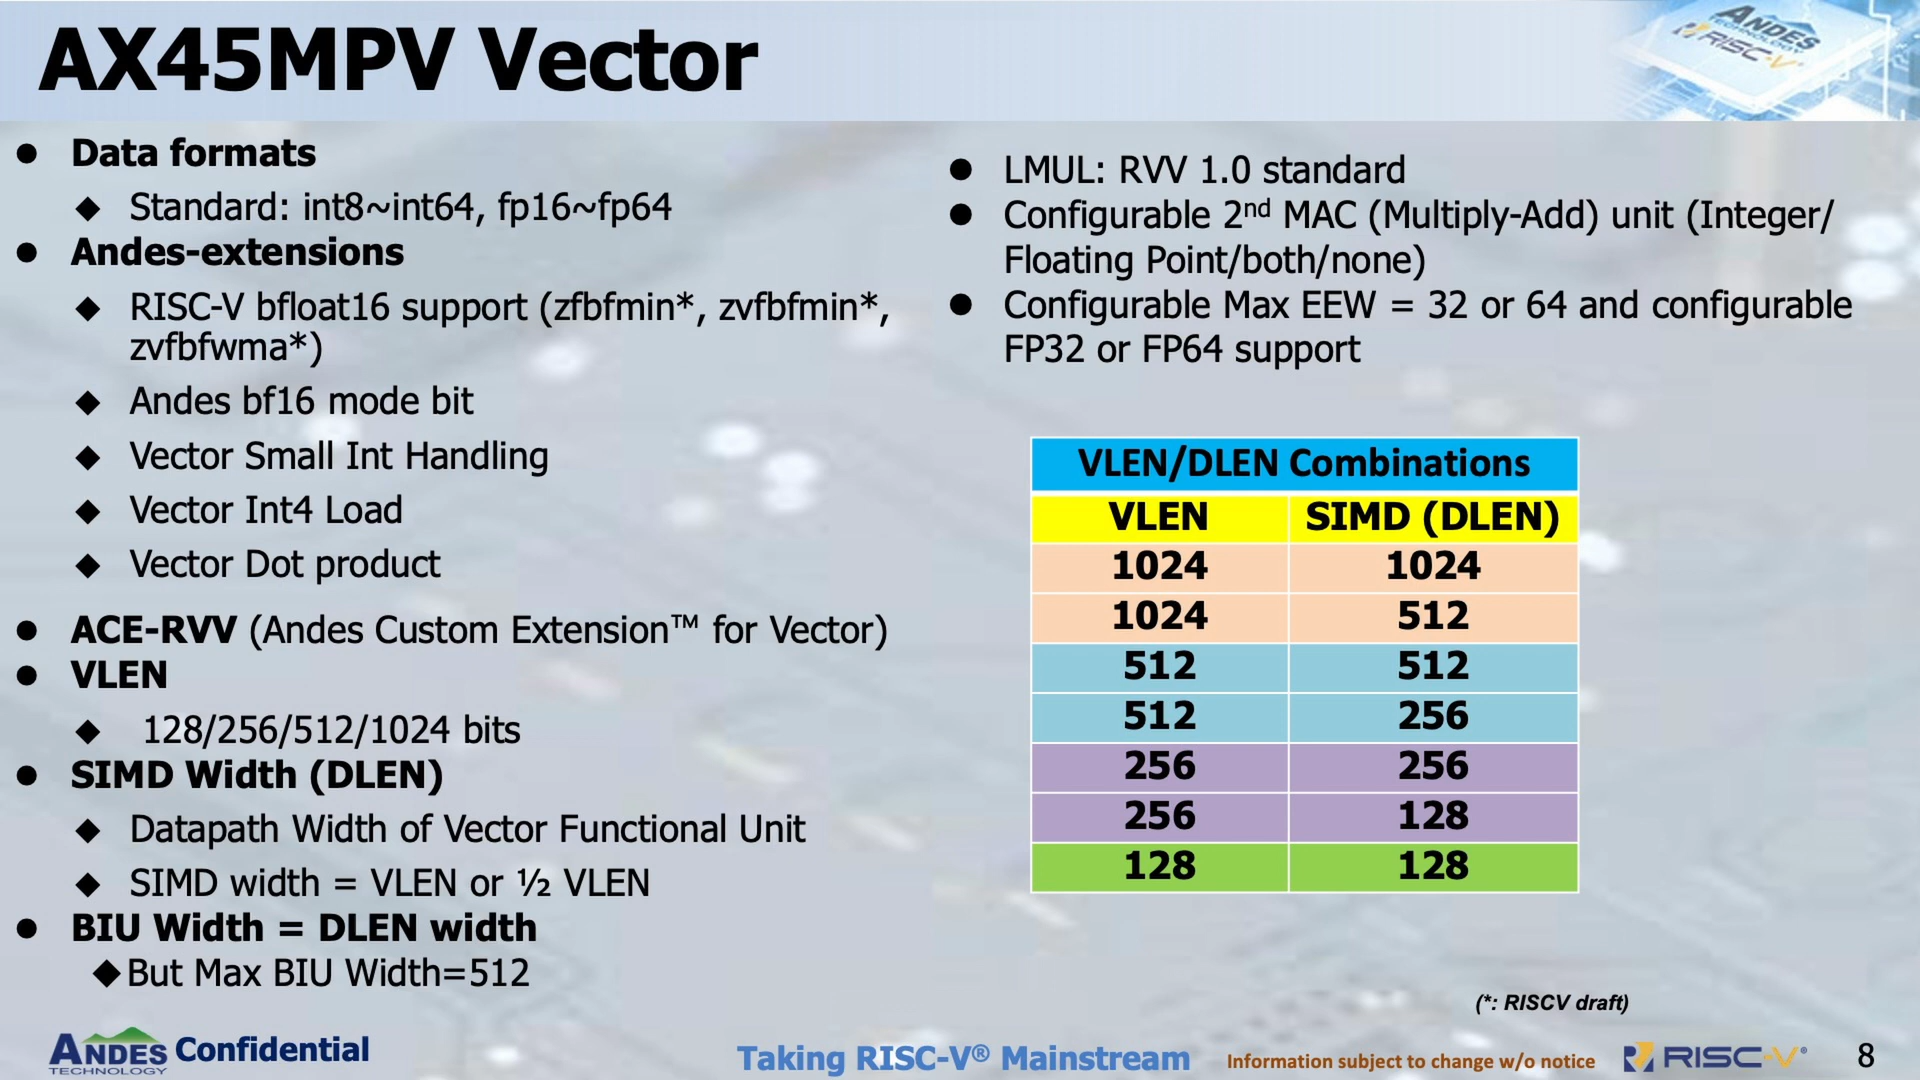 AX45MPV Vector
ANDES
TECHNOLOGY
RISC-V®
● Data formats
◆ Standard: int8~int64, fp16~fp64
● Andes-extensions
◆ RISC-V bfloat16 support (zfbfmin*, zvfbfmin*,
zvfbfwma*)
◆ Andes bf16 mode bit
◆ Vector Small Int Handling
◆ Vector Int4 Load
◆ Vector Dot product
● ACE-RVV (Andes Custom Extension™ for Vector)
● VLEN
◆ 128/256/512/1024 bits
● SIMD Width (DLEN)
◆ Datapath Width of Vector Functional Unit
◆ SIMD width = VLEN or ½ VLEN
● BIU Width = DLEN width
◆ But Max BIU Width=512
● LMUL: RVV 1.0 standard
● Configurable 2nd MAC (Multiply-Add) unit (Integer/
Floating Point/both/none)
● Configurable Max EEW = 32 or 64 and configurable
FP32 or FP64 support
VLEN/DLEN Combinations
VLEN SIMD (DLEN)
1024 1024
1024 512
512 512
512 256
256 256
256 128
128 128
(*: RISCV draft)
ANDES
TECHNOLOGY
Confidential
Taking RISC-V® Mainstream
Information subject to change w/o notice
RISC-V®
8